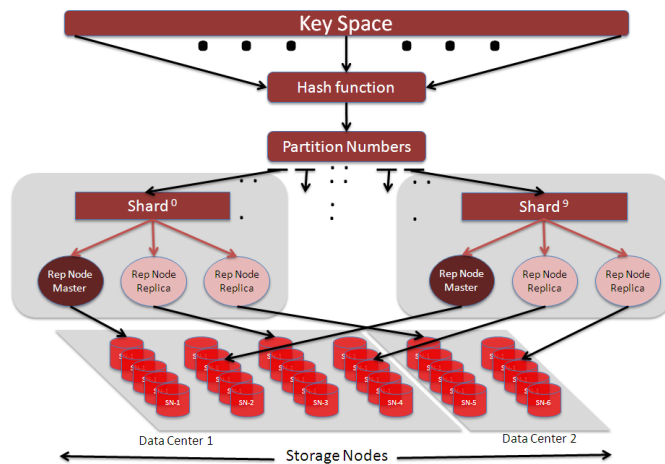 Key Space
Hash function
Partition Numbers
Shard 0
Shard 9
Rep Node Master
Rep Node Replica
Rep Node Replica
Rep Node Master
Rep Node Replica
Rep Node Replica
SN-1
SN-2
SN-3
SN-4
SN-5
SN-6
Data Center 1
Data Center 2
Storage Nodes